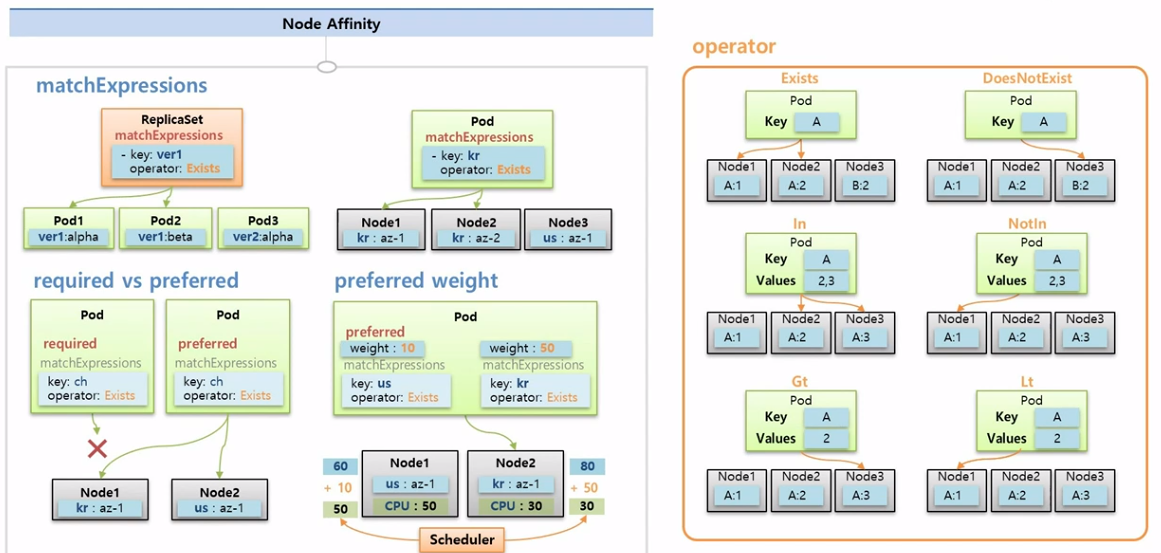 Node Affinity
matchExpressions
ReplicaSet
matchExpressions
- key: ver1
operator: Exists
Pod1
ver1:alpha
Pod2
ver1:beta
Pod3
ver2:alpha
Pod
matchExpressions
- key: kr
operator: Exists
Node1
kr : az-1
Node2
kr : az-2
Node3
us : az-1
required vs preferred
Pod
required
matchExpressions
key: ch
operator: Exists
Pod
preferred
matchExpressions
key: ch
operator: Exists
Node1
kr : az-1
Node2
us : az-1
preferred weight
Pod
preferred
weight : 10
matchExpressions
key: us
operator: Exists
weight : 50
matchExpressions
key: kr
operator: Exists
60
+ 10
50
Node1
us : az-1
CPU : 50
Node2
kr : az-1
CPU : 30
80
+ 50
30
Scheduler
operator
Exists
Pod
Key A
Node1
A:1
Node2
A:2
Node3
B:2
DoesNotExist
Pod
Key A
Node1
A:1
Node2
A:2
Node3
B:2
In
Pod
Key A
Values 2,3
Node1
A:1
Node2
A:2
Node3
A:3
NotIn
Pod
Key A
Values 2,3
Node1
A:1
Node2
A:2
Node3
A:3
Gt
Pod
Key A
Values 2
Node1
A:1
Node2
A:2
Node3
A:3
Lt
Pod
Key A
Values 2
Node1
A:1
Node2
A:2
Node3
A:3